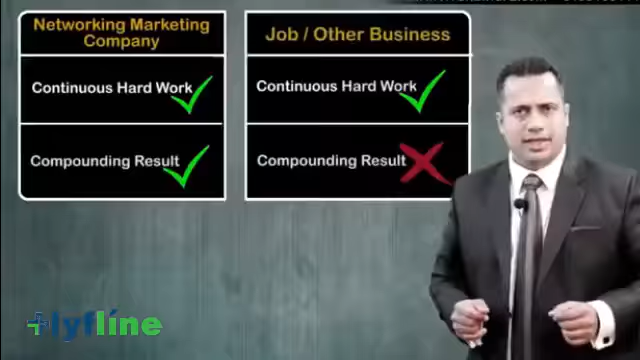 Networking Marketing
Company
Continuous Hard Work
Compounding Result
Job / Other Business
Continuous Hard Work
Compounding Result
lyfline